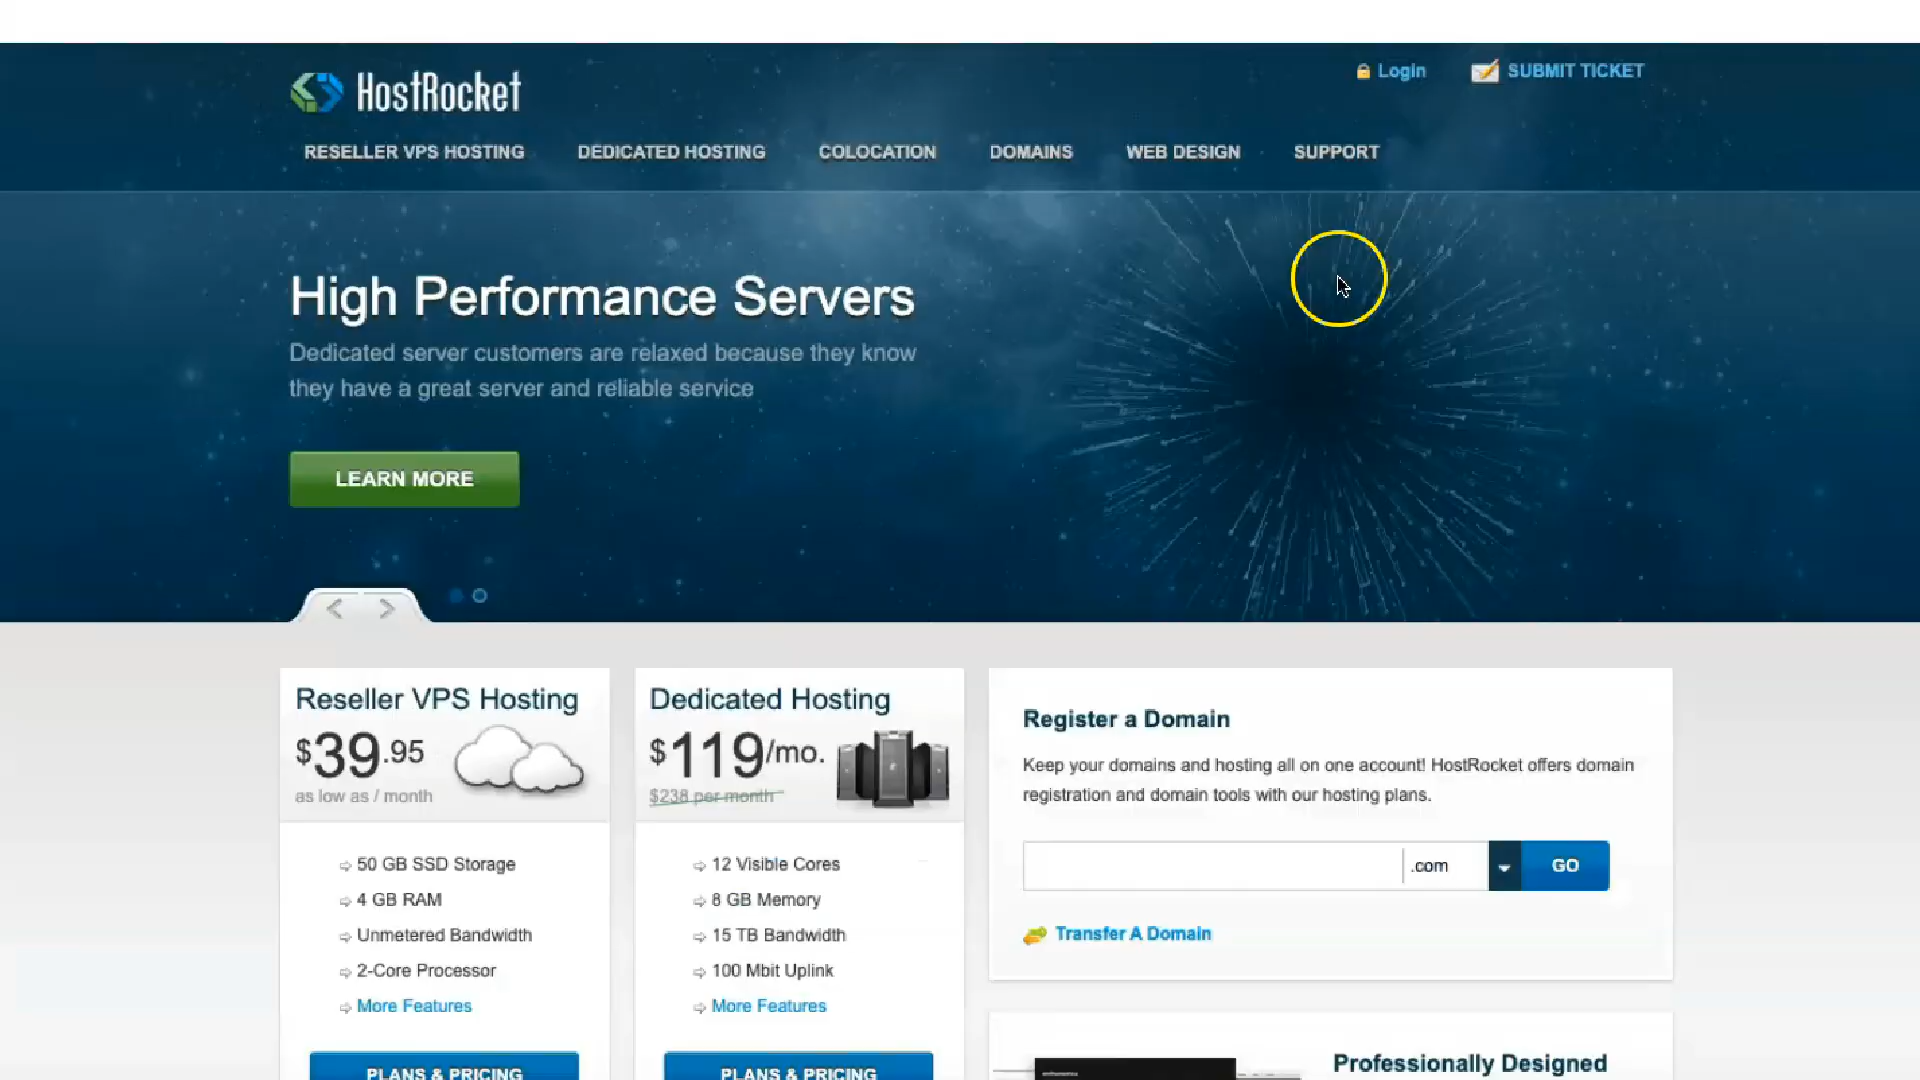 HostRocket
Login
SUBMIT TICKET
RESELLER VPS HOSTING
DEDICATED HOSTING
COLOCATION
DOMAINS
WEB DESIGN
SUPPORT
High Performance Servers
Dedicated server customers are relaxed because they know
they have a great server and reliable service
LEARN MORE
Reseller VPS Hosting
$39.95
as low as / month
50 GB SSD Storage
4 GB RAM
Unmetered Bandwidth
2-Core Processor
More Features
PLANS & PRICING
Dedicated Hosting
$119/mo.
$238 per month
12 Visible Cores
8 GB Memory
15 TB Bandwidth
100 Mbit Uplink
More Features
PLANS & PRICING
Register a Domain
Keep your domains and hosting all on one account! HostRocket offers domain
registration and domain tools with our hosting plans.
.com
GO
Transfer A Domain
Professionally Designed